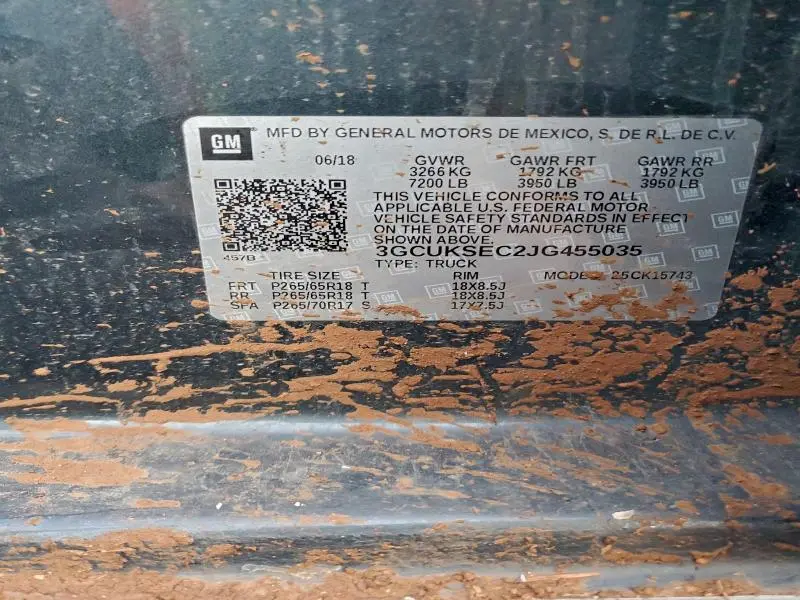 GM MFD BY GENERAL MOTORS DE MEXICO, S. DE R.L. DE C.V.
06/18 GVWR GAWR FRT GAWR RR
3266 KG 1792 KG 1792 KG
7200 LB 3950 LB 3950 LB
THIS VEHICLE CONFORMS TO ALL
APPLICABLE U.S. FEDERAL MOTOR
VEHICLE SAFETY STANDARDS IN EFFECT
ON THE DATE OF MANUFACTURE
SHOWN ABOVE.
3GCUKSEC2JG455035
457B
TYPE: TRUCK
TIRE SIZE RIM MODEL: CK15743
FRT P265/65R18 T 18X8.5J
RR P265/65R18 T 18X8.5J
SPA P265/70R17 S 17X7.5J